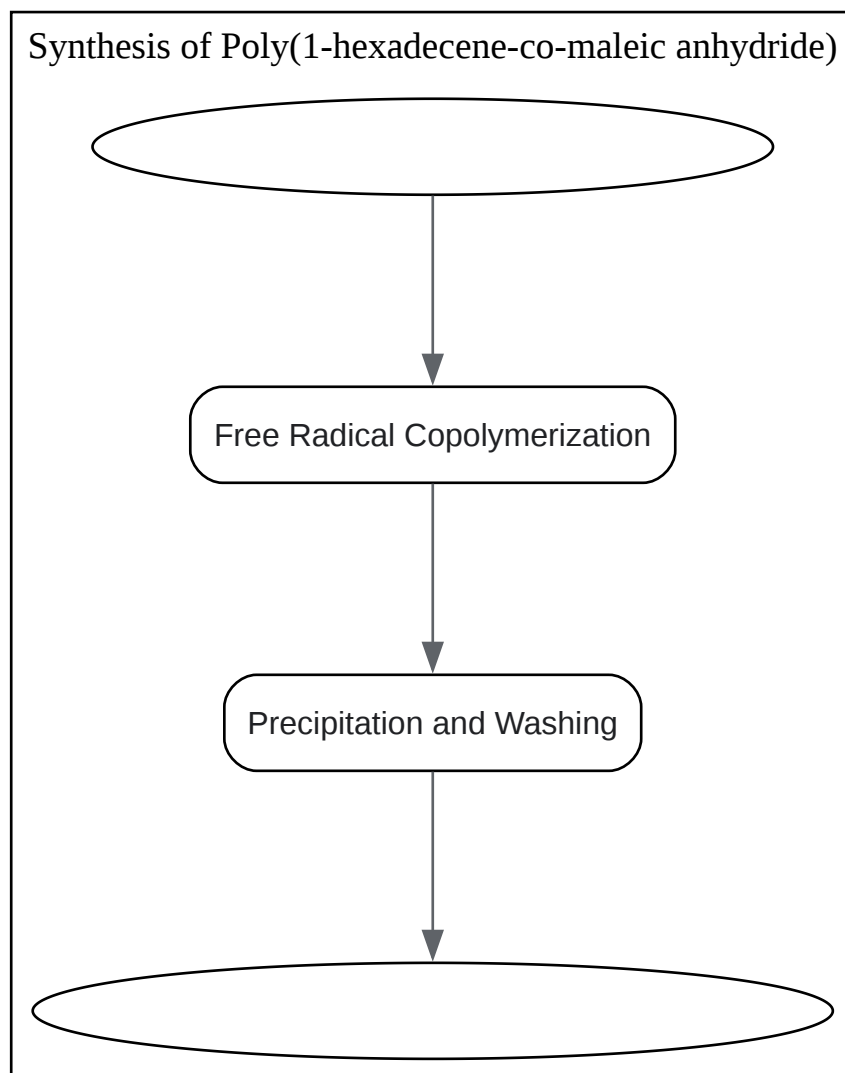 Synthesis of Poly(1-hexadecene-co-maleic anhydride)
Free Radical Copolymerization
Precipitation and Washing